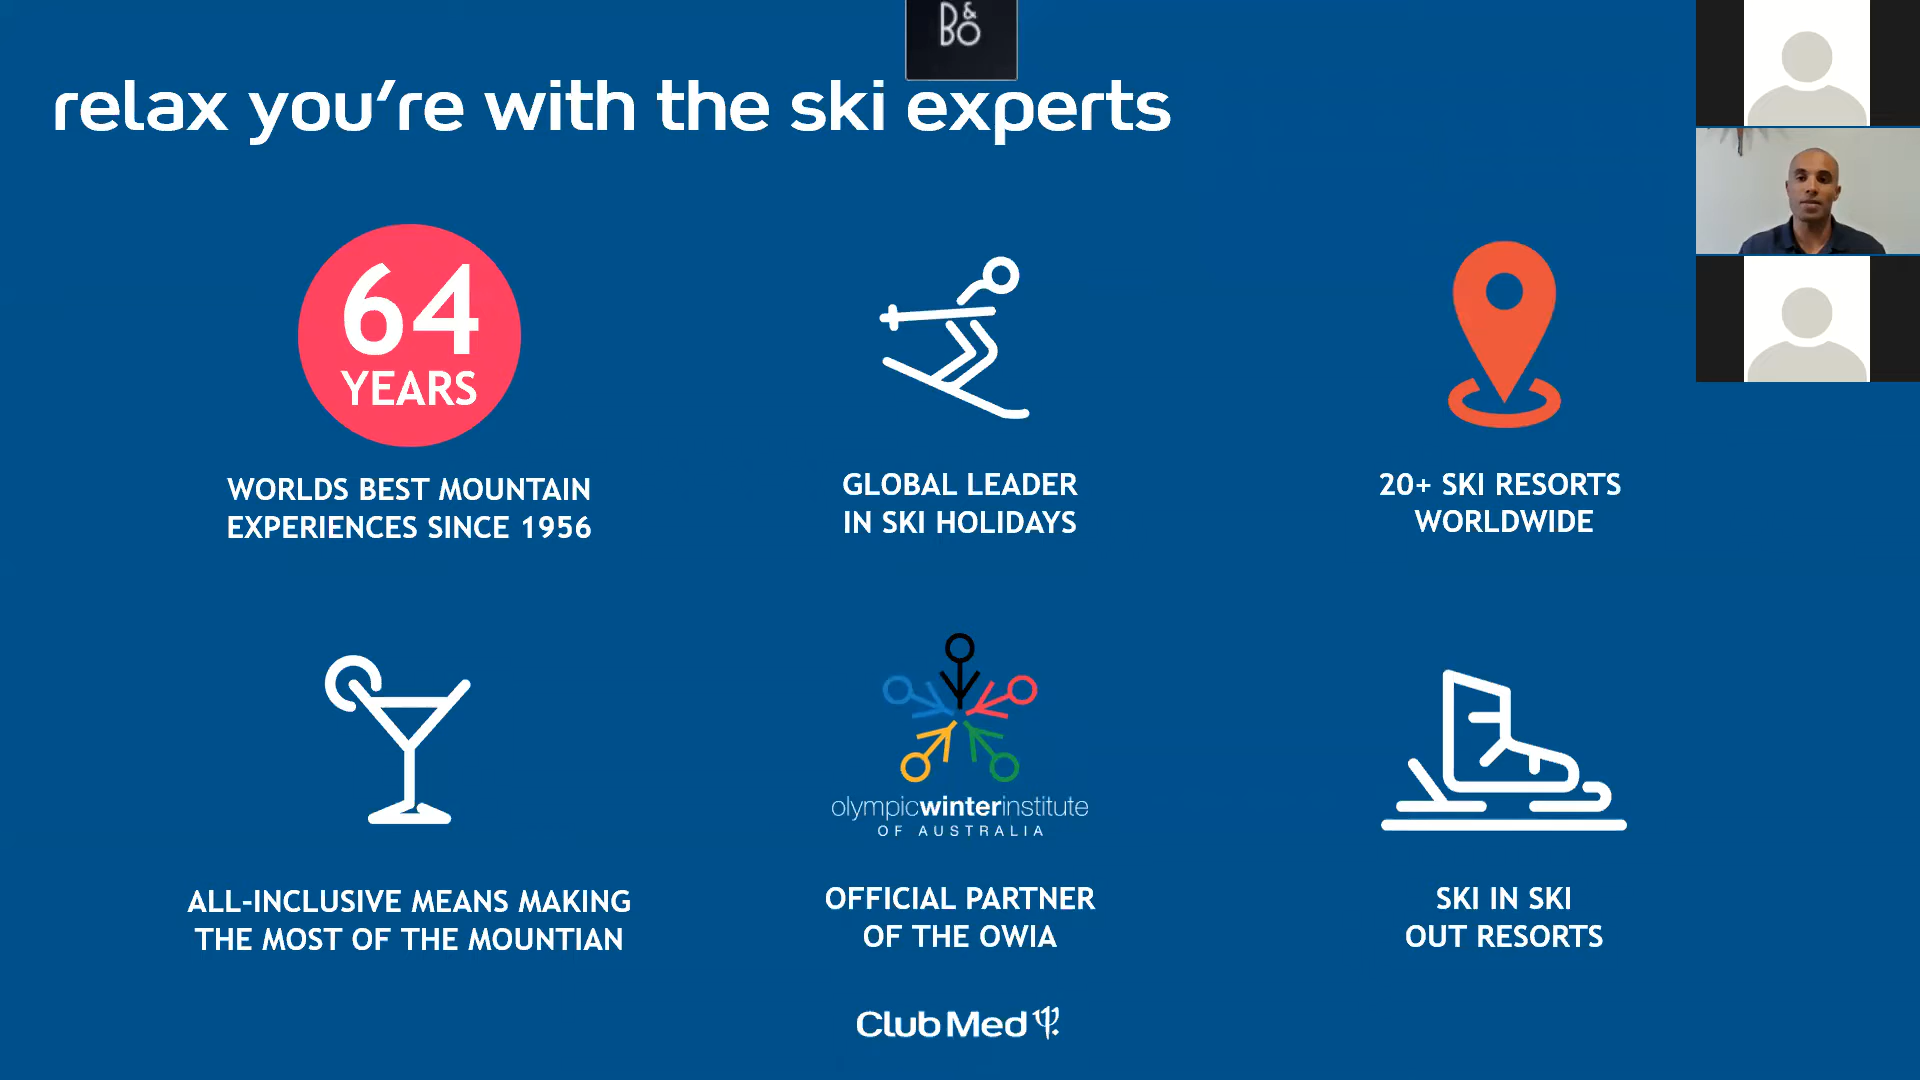 B&O
relax you're with the ski experts
64
YEARS
WORLDS BEST MOUNTAIN
EXPERIENCES SINCE 1956
GLOBAL LEADER
IN SKI HOLIDAYS
20+ SKI RESORTS
WORLDWIDE
ALL-INCLUSIVE MEANS MAKING
THE MOST OF THE MOUNTIAN
olympicwinterinstitute
OF AUSTRALIA
OFFICIAL PARTNER
OF THE OWIA
SKI IN SKI
OUT RESORTS
Club Med